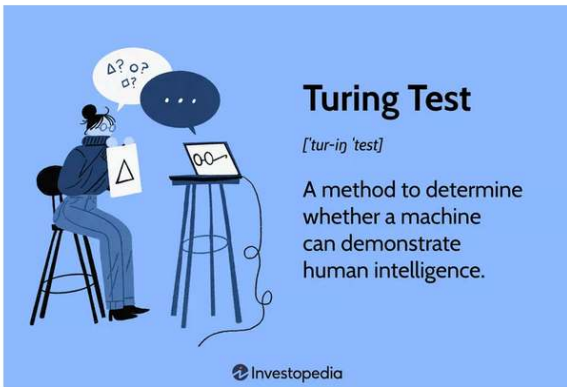 Δ? O?
□?
...
Turing Test
['tur-iŋ 'test]
A method to determine
whether a machine
can demonstrate
human intelligence.
Investopedia